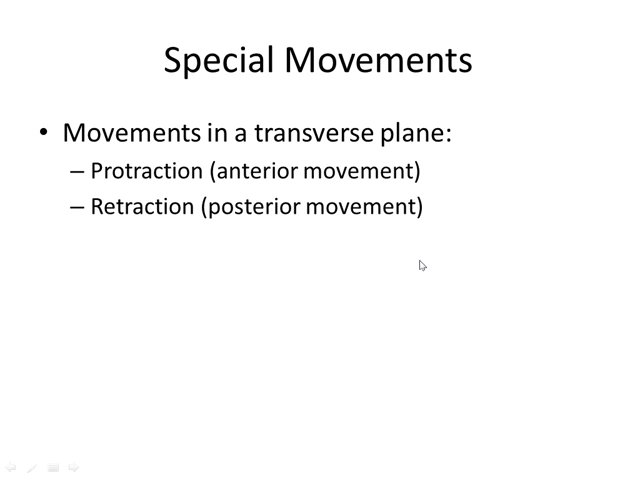 Special Movements
• Movements in a transverse plane:
– Protraction (anterior movement)
– Retraction (posterior movement)